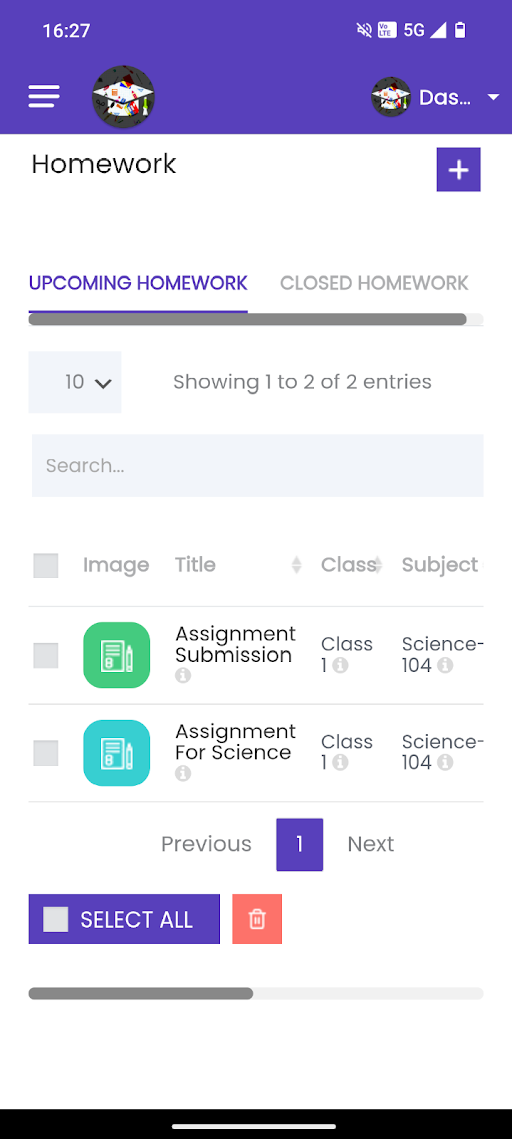 16:27
Vo LTE 5G
Das...
Homework
+
UPCOMING HOMEWORK CLOSED HOMEWORK
10 Showing 1 to 2 of 2 entries
Search...
Image Title Class Subject
Assignment
Submission
Class
1
Science-
104
Assignment
For Science
Class
1
Science-
104
Previous 1 Next
SELECT ALL